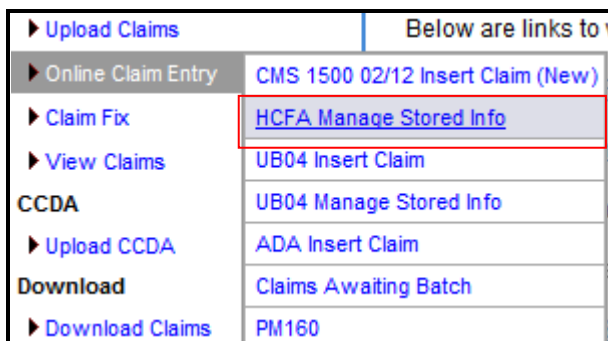 Upload Claims
Below are links to
Online Claim Entry
CMS 1500 02/12 Insert Claim (New)
Claim Fix
HCFA Manage Stored Info
View Claims
UB04 Insert Claim
CCDA
UB04 Manage Stored Info
Upload CCDA
ADA Insert Claim
Download
Claims Awaiting Batch
Download Claims
PM160